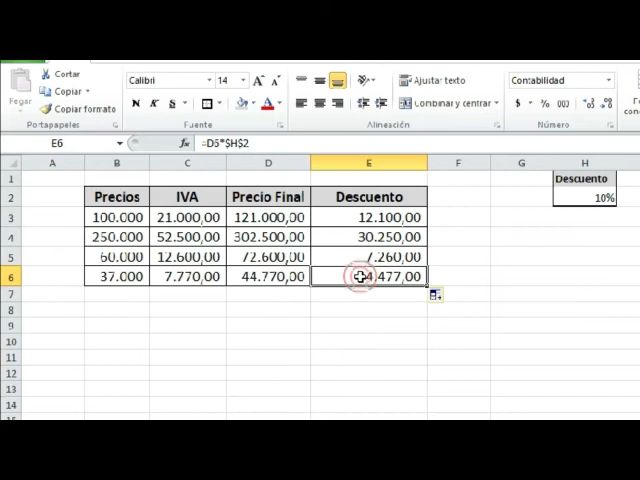 Cortar
Copiar
Copiar formato
Pegar
Portapapeles
Calibri 14
N K S A
Fuente
Ajustar texto
Combinar y centrar
Alineación
Contabilidad
$ % 000
Número
E6 fx =D5*$H$2
A B C D E F G H
1 Descuento
2 Precios IVA Precio Final Descuento 10%
3 100.000 21.000,00 121.000,00 12.100,00
4 250.000 52.500,00 302.500,00 30.250,00
5 60.000 12.600,00 72.600,00 7.260,00
6 37.000 7.770,00 44.770,00 4.477,00
7
8
9
10
11
12
13
14